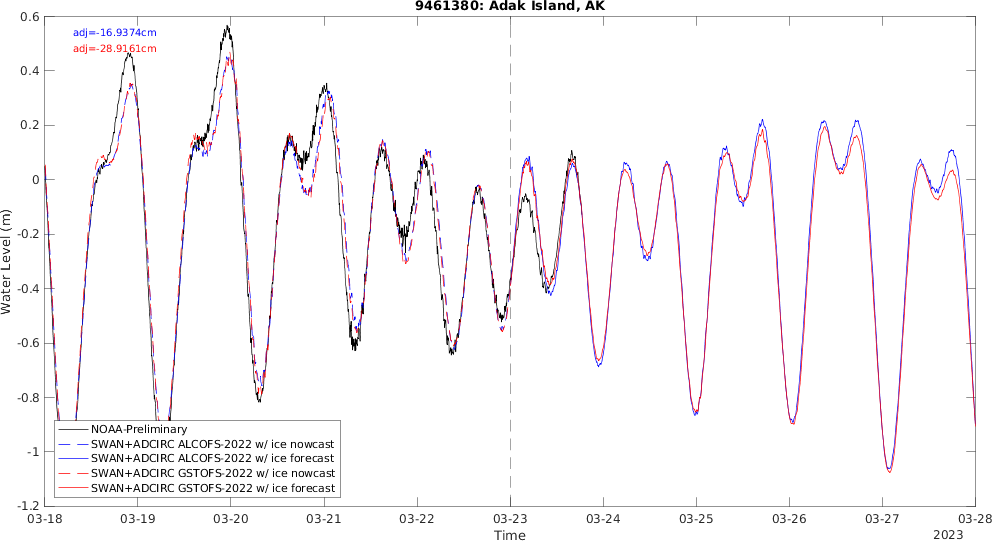 9461380: Adak Island, AK
adj=-16.9374cm
adj=-28.9161cm
0.6
0.4
0.2
0
-0.2
-0.4
-0.6
-0.8
-1
-1.2
Water Level (m)
NOAA-Preliminary
SWAN+ADCIRC ALCOFS-2022 w/ ice nowcast
SWAN+ADCIRC ALCOFS-2022 w/ ice forecast
SWAN+ADCIRC GSTOFS-2022 w/ ice nowcast
SWAN+ADCIRC GSTOFS-2022 w/ ice forecast
03-18 03-19 03-20 03-21 03-22 03-23 03-24 03-25 03-26 03-27 03-28
Time
2023